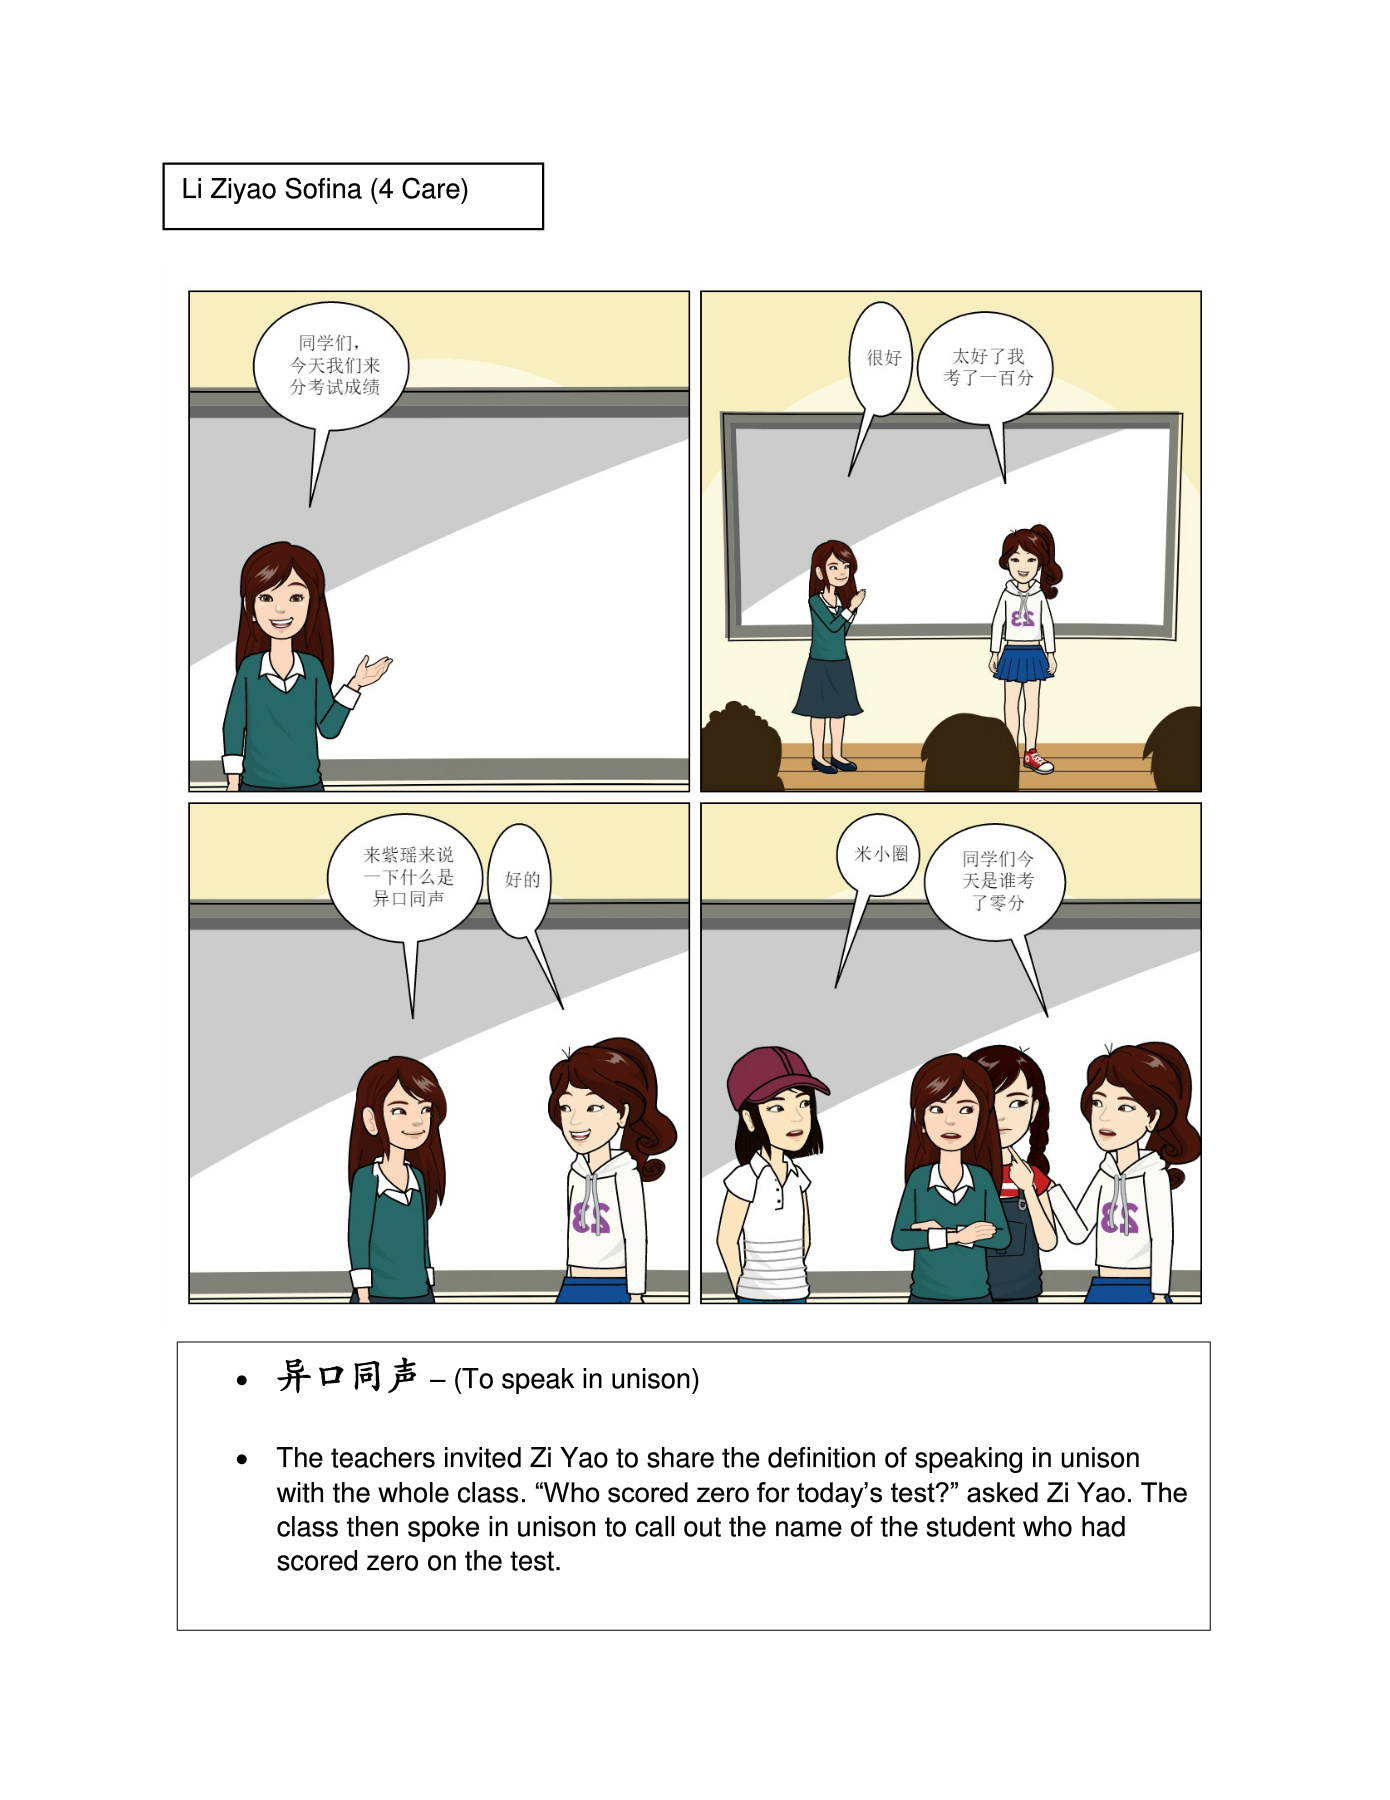 Li Ziyao Sofina (4 Care)
同学们，
今天我们来
分考试成绩
很好
太好了我
考了一百分
来紫瑶来说
一下什么是
异口同声
好的
米小圈
同学们今
天是谁考
了零分
• 异口同声 – (To speak in unison)
• The teachers invited Zi Yao to share the definition of speaking in unison
with the whole class. “Who scored zero for today’s test?” asked Zi Yao. The
class then spoke in unison to call out the name of the student who had
scored zero on the test.